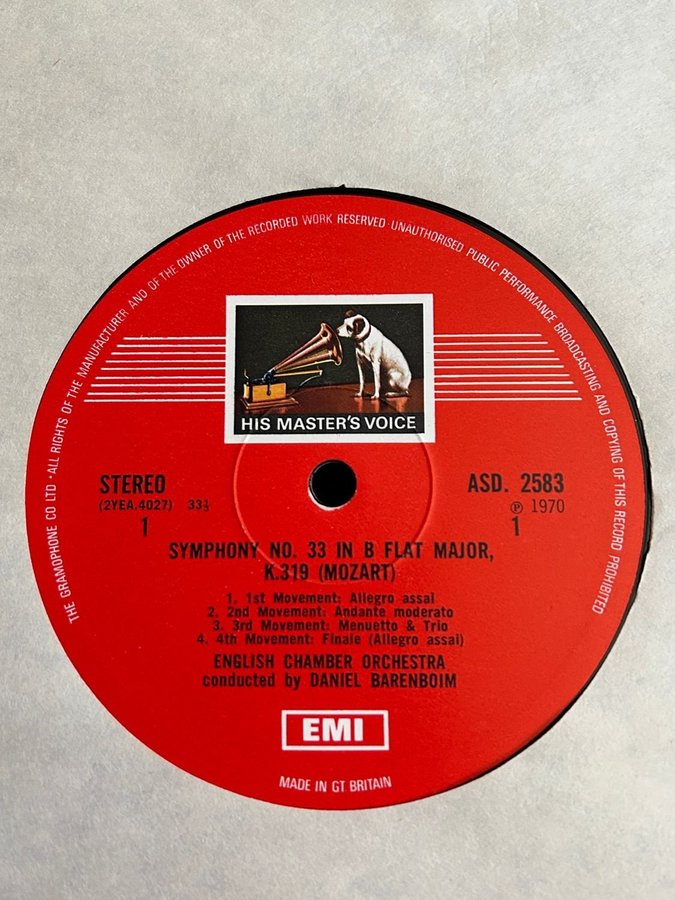 THE GRAMOPHONE CO LTD · ALL RIGHTS OF THE MANUFACTURER AND OF THE OWNER OF THE RECORDED WORK RESERVED · UNAUTHORISED PUBLIC PERFORMANCE BROADCASTING AND COPYING OF THIS RECORD PROHIBITED
HIS MASTER'S VOICE
STEREO ASD. 2583
(2YEA.4027) 33⅓ ℗ 1970
1 1
SYMPHONY NO. 33 IN B FLAT MAJOR,
K.319 (MOZART)
1. 1st Movement: Allegro assai
2. 2nd Movement: Andante moderato
3. 3rd Movement: Menuetto & Trio
4. 4th Movement: Finale (Allegro assai)
ENGLISH CHAMBER ORCHESTRA
conducted by DANIEL BARENBOIM
EMI
MADE IN GT BRITAIN